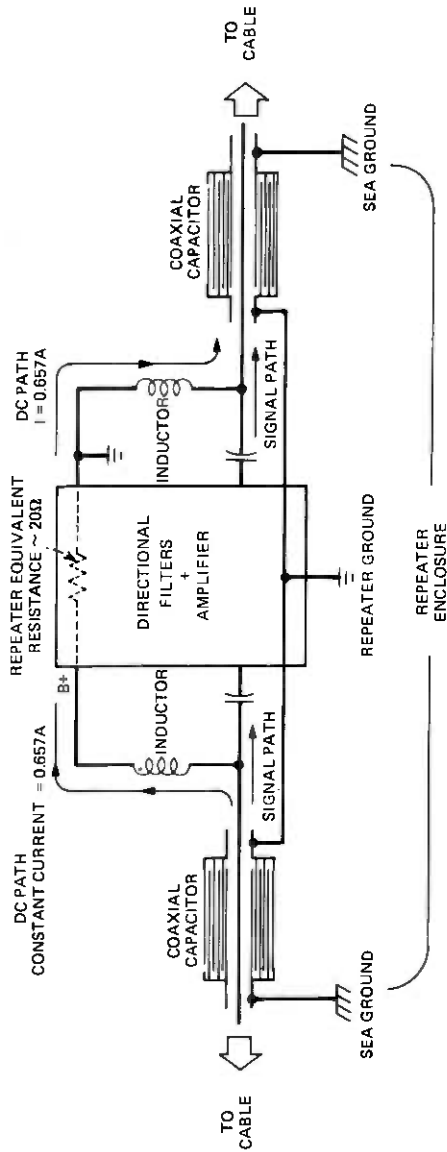 TO
CABLE
COAXIAL
CAPACITOR
DC PATH
CONSTANT CURRENT = 0.657A
INDUCTOR
SIGNAL PATH
SEA GROUND
B+
REPEATER EQUIVALENT
RESISTANCE ~ 20Ω
DIRECTIONAL
FILTERS
+
AMPLIFIER
REPEATER GROUND
REPEATER
ENCLOSURE
DC PATH
I = 0.657A
INDUCTOR
SIGNAL PATH
COAXIAL
CAPACITOR
SEA GROUND
TO
CABLE